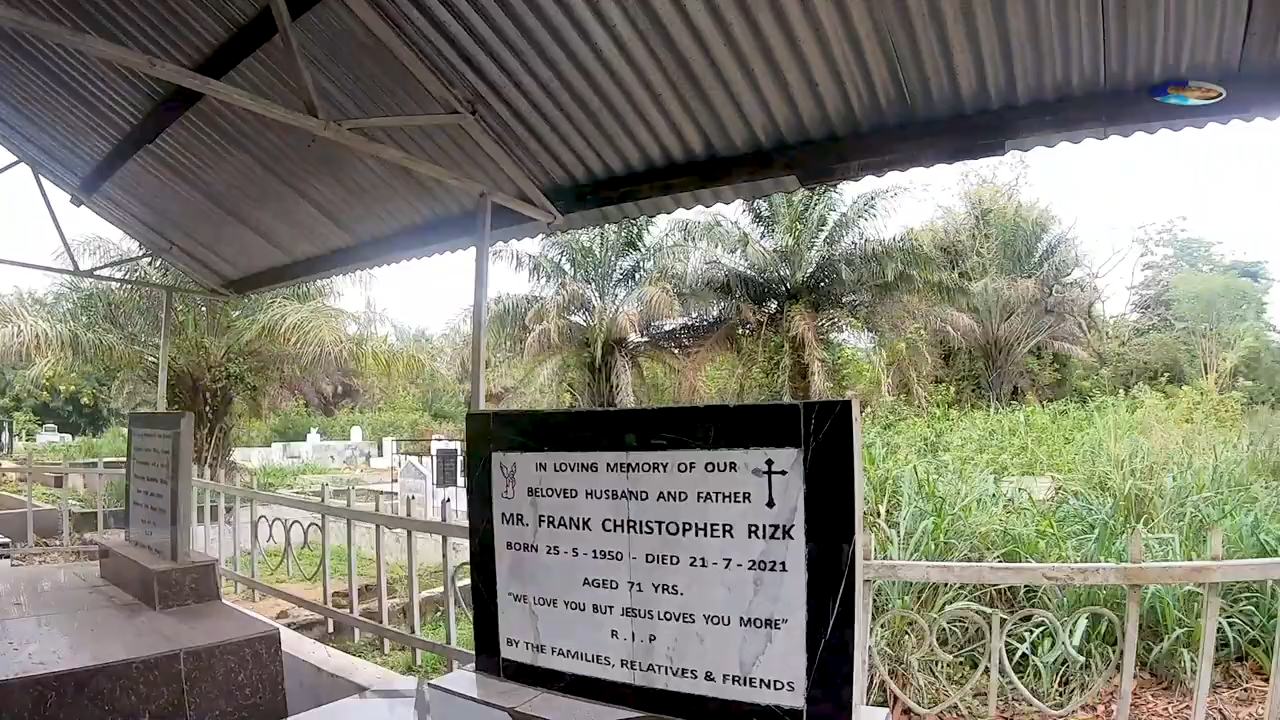 IN LOVING MEMORY OF OUR
BELOVED HUSBAND AND FATHER
MR. FRANK CHRISTOPHER RIZK
BORN 25-5-1950 - DIED 21-7-2021
AGED 71 YRS.
"WE LOVE YOU BUT JESUS LOVES YOU MORE"
R.I.P
BY THE FAMILIES, RELATIVES & FRIENDS